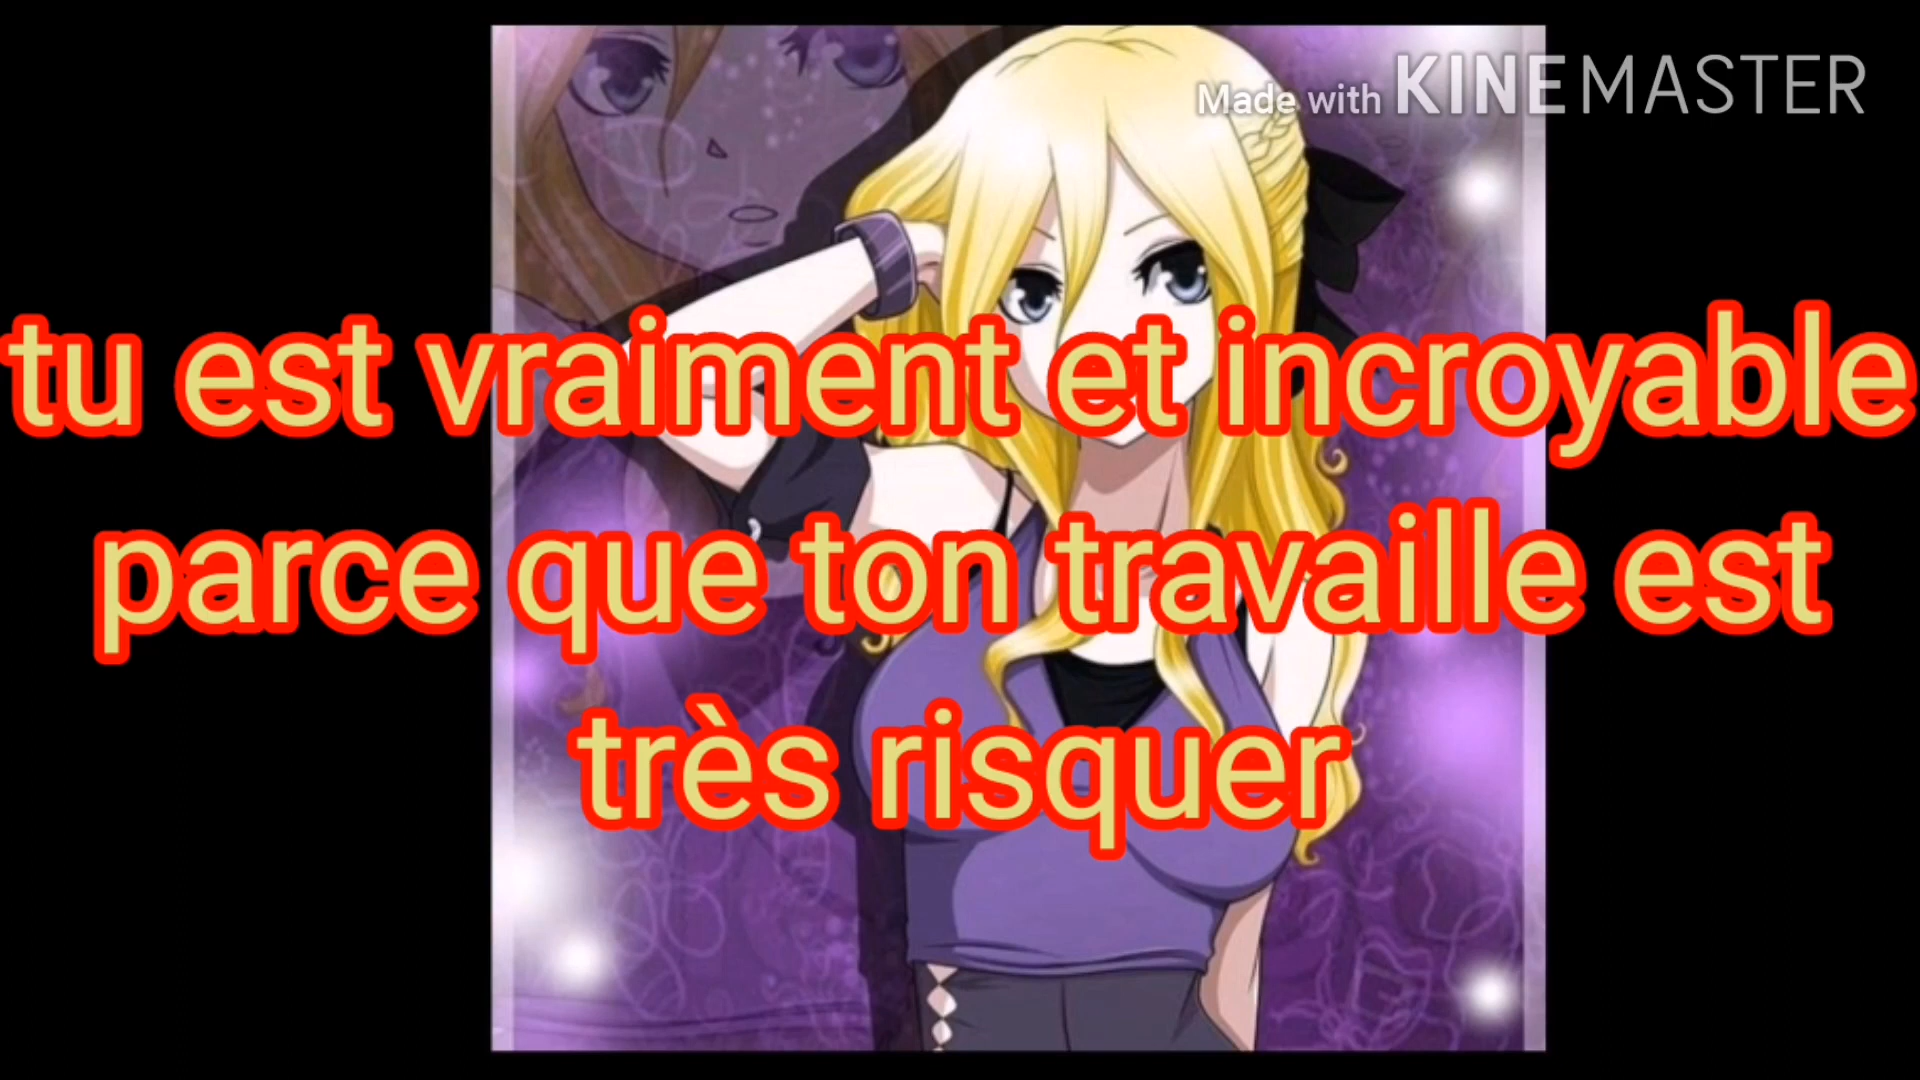 Made with KINEMASTER
tu est vraiment et incroyable
parce que ton travaille est
très risquer